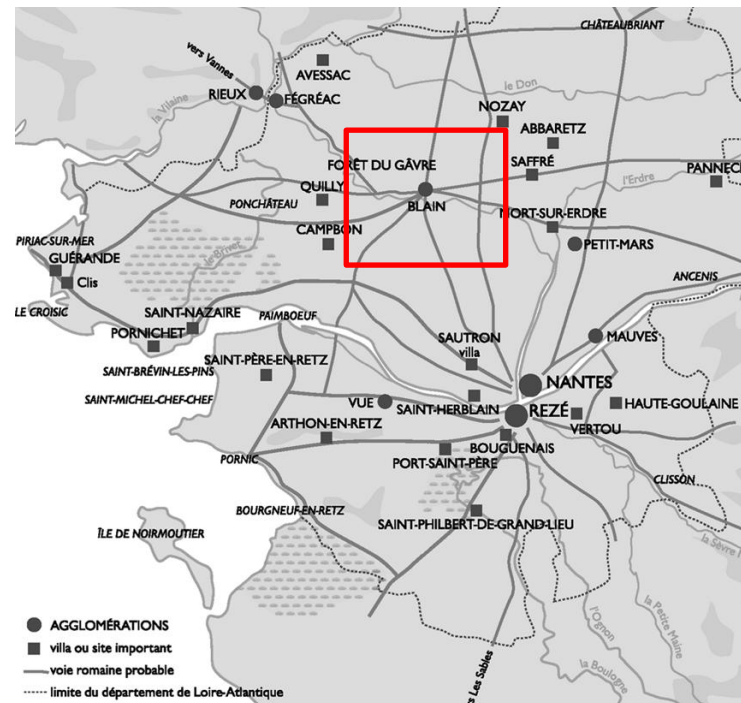 CHÂTEAUBRIANT
vers Vannes
AVESSAC
le Don
RIEUX
FÉGRÉAC
la Vilaine
NOZAY
ABBARETZ
FORÊT DU GÂVRE
SAFFRÉ
PANNECÉ
QUILLY
l'Erdre
PONCHÂTEAU
BLAIN
NORT-SUR-ERDRE
CAMPBON
PIRIAC-SUR-MER
PETIT-MARS
GUÉRANDE
le Brivet
Clis
ANCENIS
LE CROISIC
SAINT-NAZAIRE
PAIMBOEUF
PORNICHET
SAUTRON
villa
MAUVES
SAINT-BRÉVIN-LES-PINS
SAINT-PÈRE-EN-RETZ
NANTES
SAINT-MICHEL-CHEF-CHEF
VUE
SAINT-HERBLAIN
REZÉ
HAUTE-GOULAINE
VERTOU
ARTHON-EN-RETZ
BOUGUENAIS
PORT-SAINT-PÈRE
PORNIC
CLISSON
BOURGNEUF-EN-RETZ
SAINT-PHILBERT-DE-GRAND-LIEU
ÎLE DE NOIRMOUTIER
la Sèvre
la Petite Maine
l'Ognon
la Boulogne
vers Les Sables
AGGLOMÉRATIONS
villa ou site important
voie romaine probable
limite du département de Loire-Atlantique